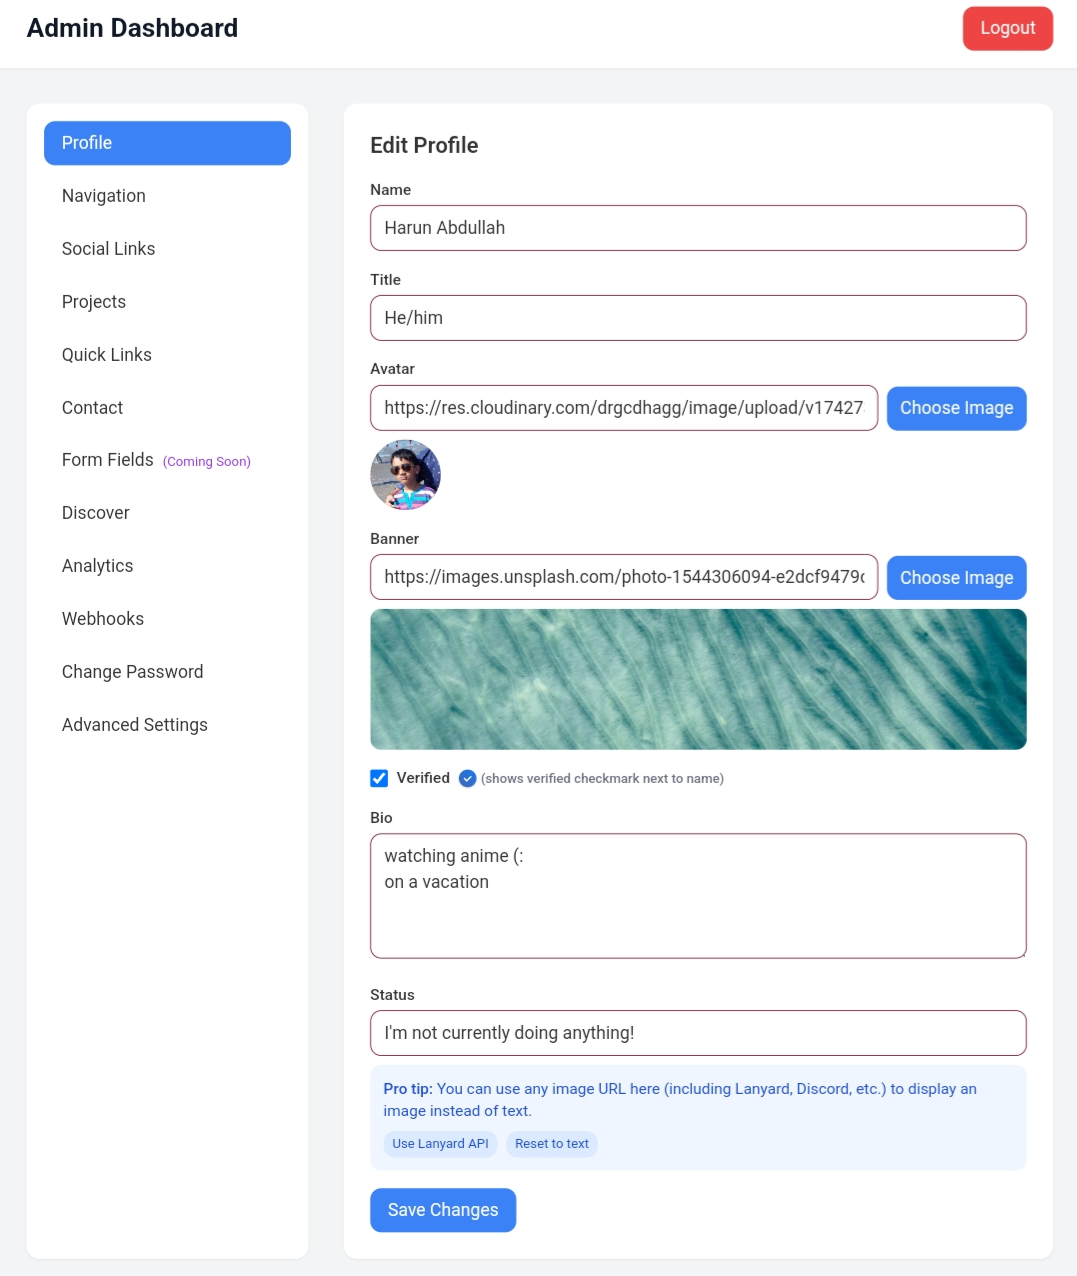 Admin Dashboard
Logout
Profile
Navigation
Social Links
Projects
Quick Links
Contact
Form Fields (Coming Soon)
Discover
Analytics
Webhooks
Change Password
Advanced Settings
Edit Profile
Name
Harun Abdullah
Title
He/him
Avatar
https://res.cloudinary.com/drgcdhagg/image/upload/v17427
Choose Image
Banner
https://images.unsplash.com/photo-1544306094-e2dcf9479c
Choose Image
Verified (shows verified checkmark next to name)
Bio
watching anime (:
on a vacation
Status
I'm not currently doing anything!
Pro tip: You can use any image URL here (including Lanyard, Discord, etc.) to display an
image instead of text.
Use Lanyard API
Reset to text
Save Changes